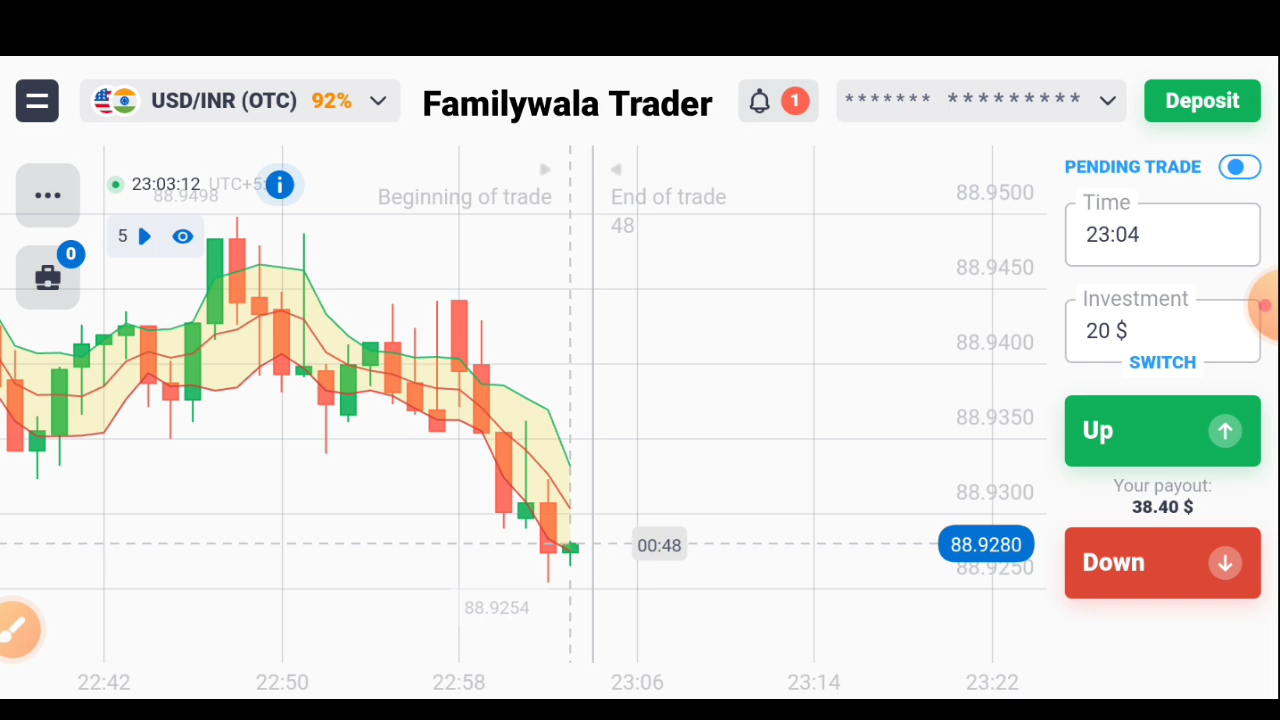 USD/INR (OTC) 92%
Familywala Trader
1
******* *********
Deposit
23:03:12 UTC+5:
88.9498
i
5
0
Beginning of trade
End of trade
48
88.9500
88.9450
88.9400
88.9350
88.9300
88.9280
88.9250
00:48
88.9254
22:42
22:50
22:58
23:06
23:14
23:22
PENDING TRADE
Time
23:04
Investment
20 $
SWITCH
Up
Your payout:
38.40 $
Down